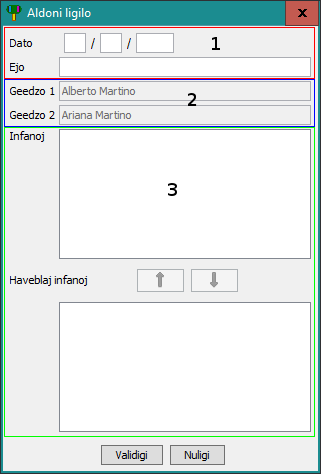 Aldoni ligilo x
Dato / / 1
Ejo
Geedzo 1 Alberto Martino
2
Geedzo 2 Ariana Martino
Infanoj
3
Haveblaj infanoj
Validigi Nuligi